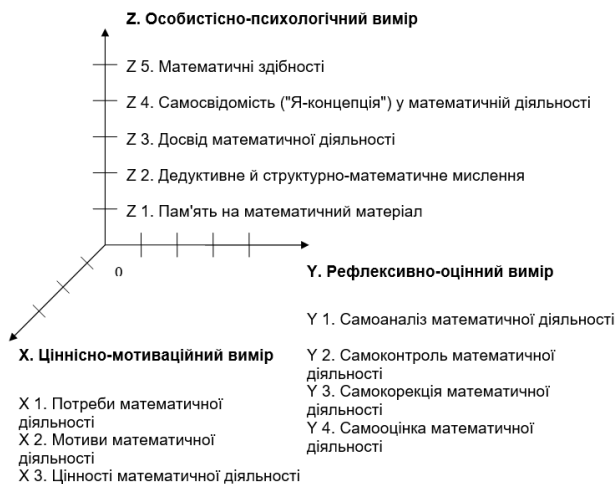 Z. Особистісно-психологічний вимір
Z 5. Математичні здібності
Z 4. Самосвідомість ("Я-концепція") у математичній діяльності
Z 3. Досвід математичної діяльності
Z 2. Дедуктивне й структурно-математичне мислення
Z 1. Пам'ять на математичний матеріал
0
Y. Рефлексивно-оцінний вимір
Y 1. Самоаналіз математичної діяльності
Y 2. Самоконтроль математичної
діяльності
Y 3. Самокорекція математичної
діяльності
Y 4. Самооцінка математичної
діяльності
X. Ціннісно-мотиваційний вимір
X 1. Потреби математичної
діяльності
X 2. Мотиви математичної
діяльності
X 3. Цінності математичної діяльності